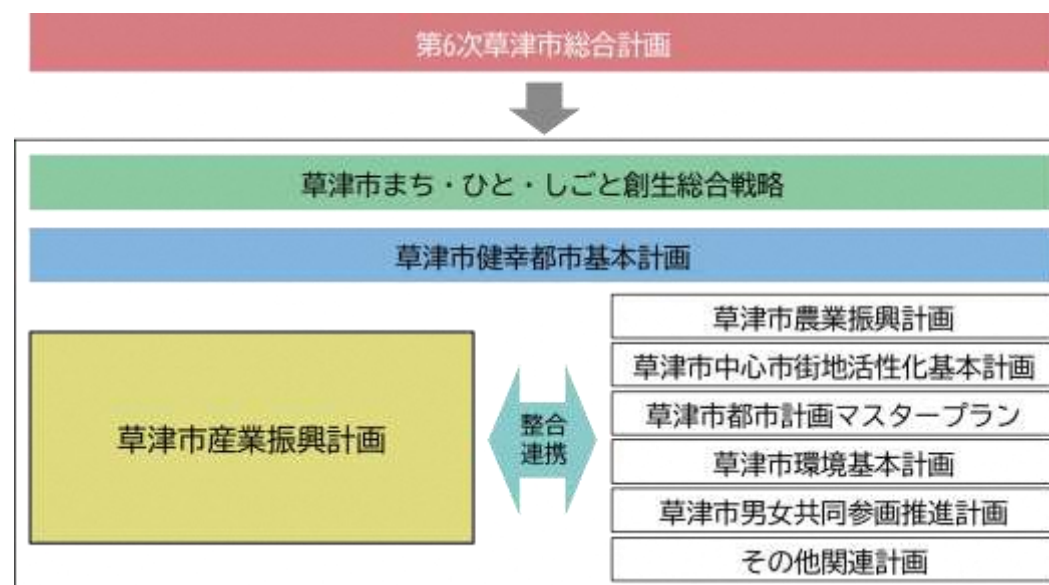 第6次草津市総合計画
草津市まち・ひと・しごと創生総合戦略
草津市健幸都市基本計画
草津市産業振興計画
整合
連携
草津市農業振興計画
草津市中心市街地活性化基本計画
草津市都市計画マスタープラン
草津市環境基本計画
草津市男女共同参画推進計画
その他関連計画